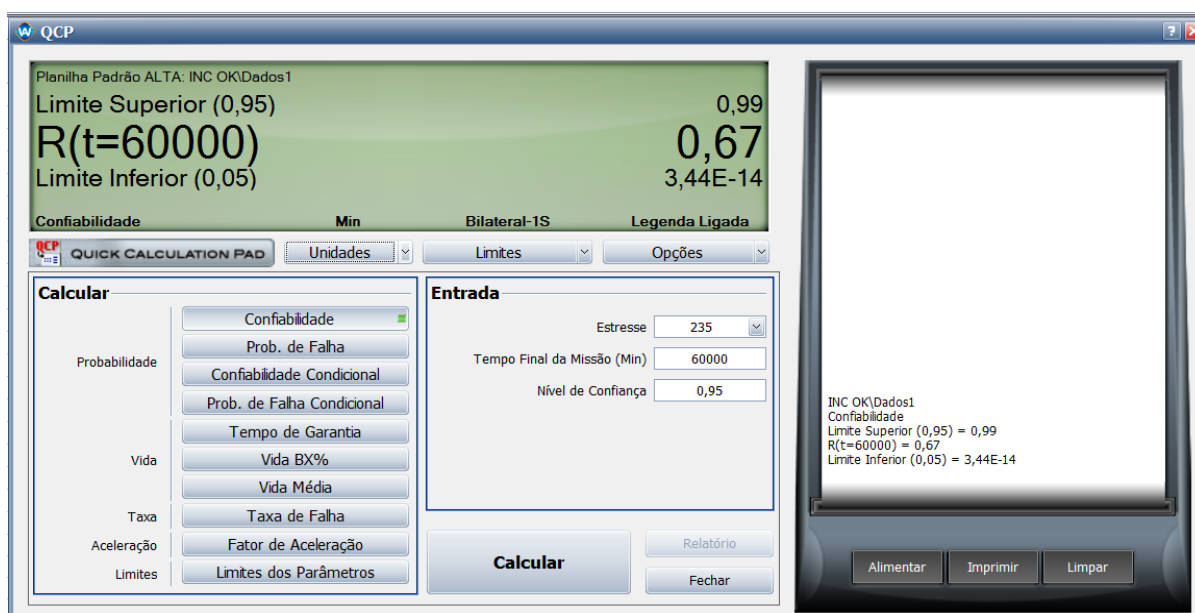 QCP
Planilha Padrão ALTA: INC OK\Dados1
Limite Superior (0,95) 0,99
R(t=60000) 0,67
Limite Inferior (0,05) 3,44E-14
Confiabilidade Min Bilateral-1S Legenda Ligada
QCP QUICK CALCULATION PAD Unidades Limites Opções
Calcular
Probabilidade
Confiabilidade
Prob. de Falha
Confiabilidade Condicional
Prob. de Falha Condicional
Vida
Tempo de Garantia
Vida BX%
Vida Média
Taxa
Taxa de Falha
Aceleração
Fator de Aceleração
Limites
Limites dos Parâmetros
Entrada
Estresse 235
Tempo Final da Missão (Min) 60000
Nível de Confiança 0,95
Calcular
Relatório
Fechar
INC OK\Dados1
Confiabilidade
Limite Superior (0,95) = 0,99
R(t=60000) = 0,67
Limite Inferior (0,05) = 3,44E-14
Alimentar Imprimir Limpar